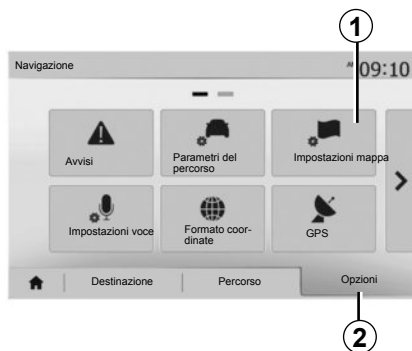 1
Navigazione
AM 09:10
Avvisi
Parametri del
percorso
Impostazioni mappa
Impostazioni voce
Formato coor-
dinate
GPS
Destinazione
Percorso
Opzioni
2